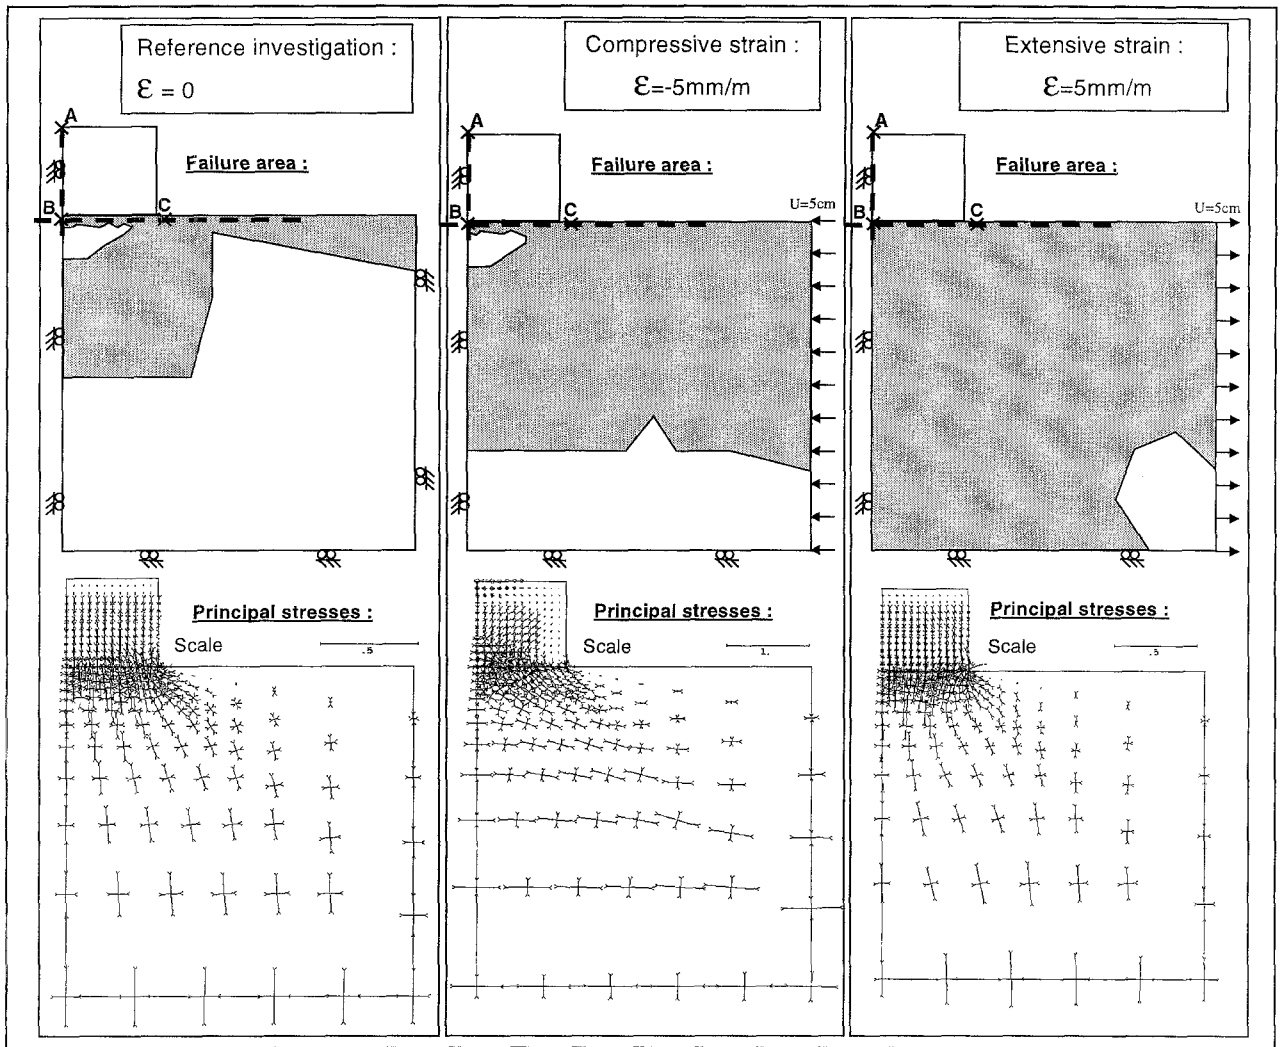 Reference investigation :
ε = 0
A
Failure area :
B
C
Principal stresses :
Scale
.5
Compressive strain :
ε=-5mm/m
A
Failure area :
U=5cm
B
C
Principal stresses :
Scale
1.
Extensive strain :
ε=5mm/m
A
Failure area :
U=5cm
B
C
Principal stresses :
Scale
.5